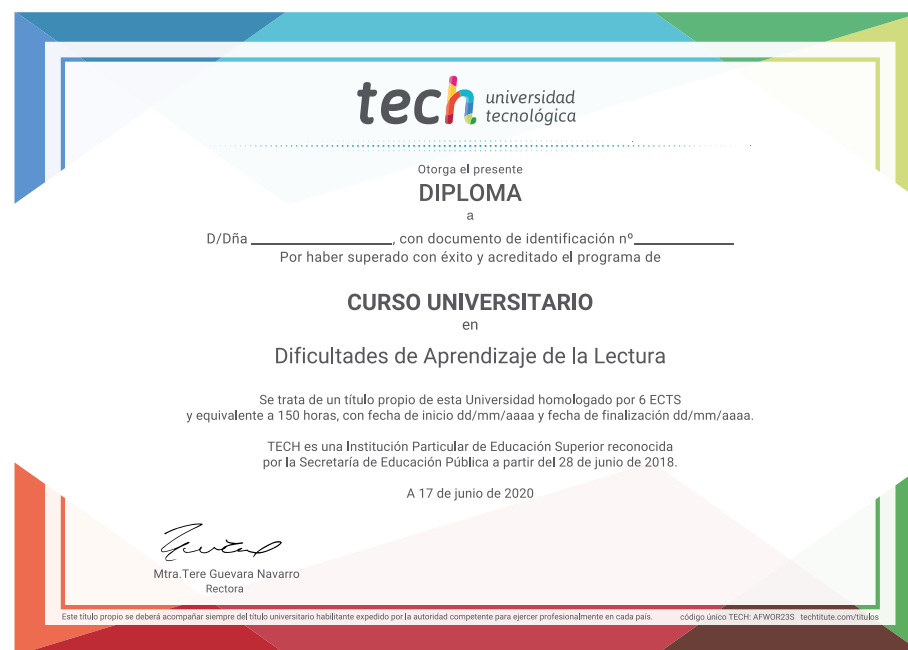 tech universidad
tecnológica
Otorga el presente
DIPLOMA
a
D/Dña ____________________, con documento de identificación nº______________
Por haber superado con éxito y acreditado el programa de
CURSO UNIVERSITARIO
en
Dificultades de Aprendizaje de la Lectura
Se trata de un título propio de esta Universidad homologado por 6 ECTS
y equivalente a 150 horas, con fecha de inicio dd/mm/aaaa y fecha de finalización dd/mm/aaaa.
TECH es una Institución Particular de Educación Superior reconocida
por la Secretaría de Educación Pública a partir del 28 de junio de 2018.
A 17 de junio de 2020
Mtra.Tere Guevara Navarro
Rectora
Este título propio se deberá acompañar siempre del título universitario habilitante expedido por la autoridad competente para ejercer profesionalmente en cada país. código único TECH: AFWOR23S techtitute.com/titulos